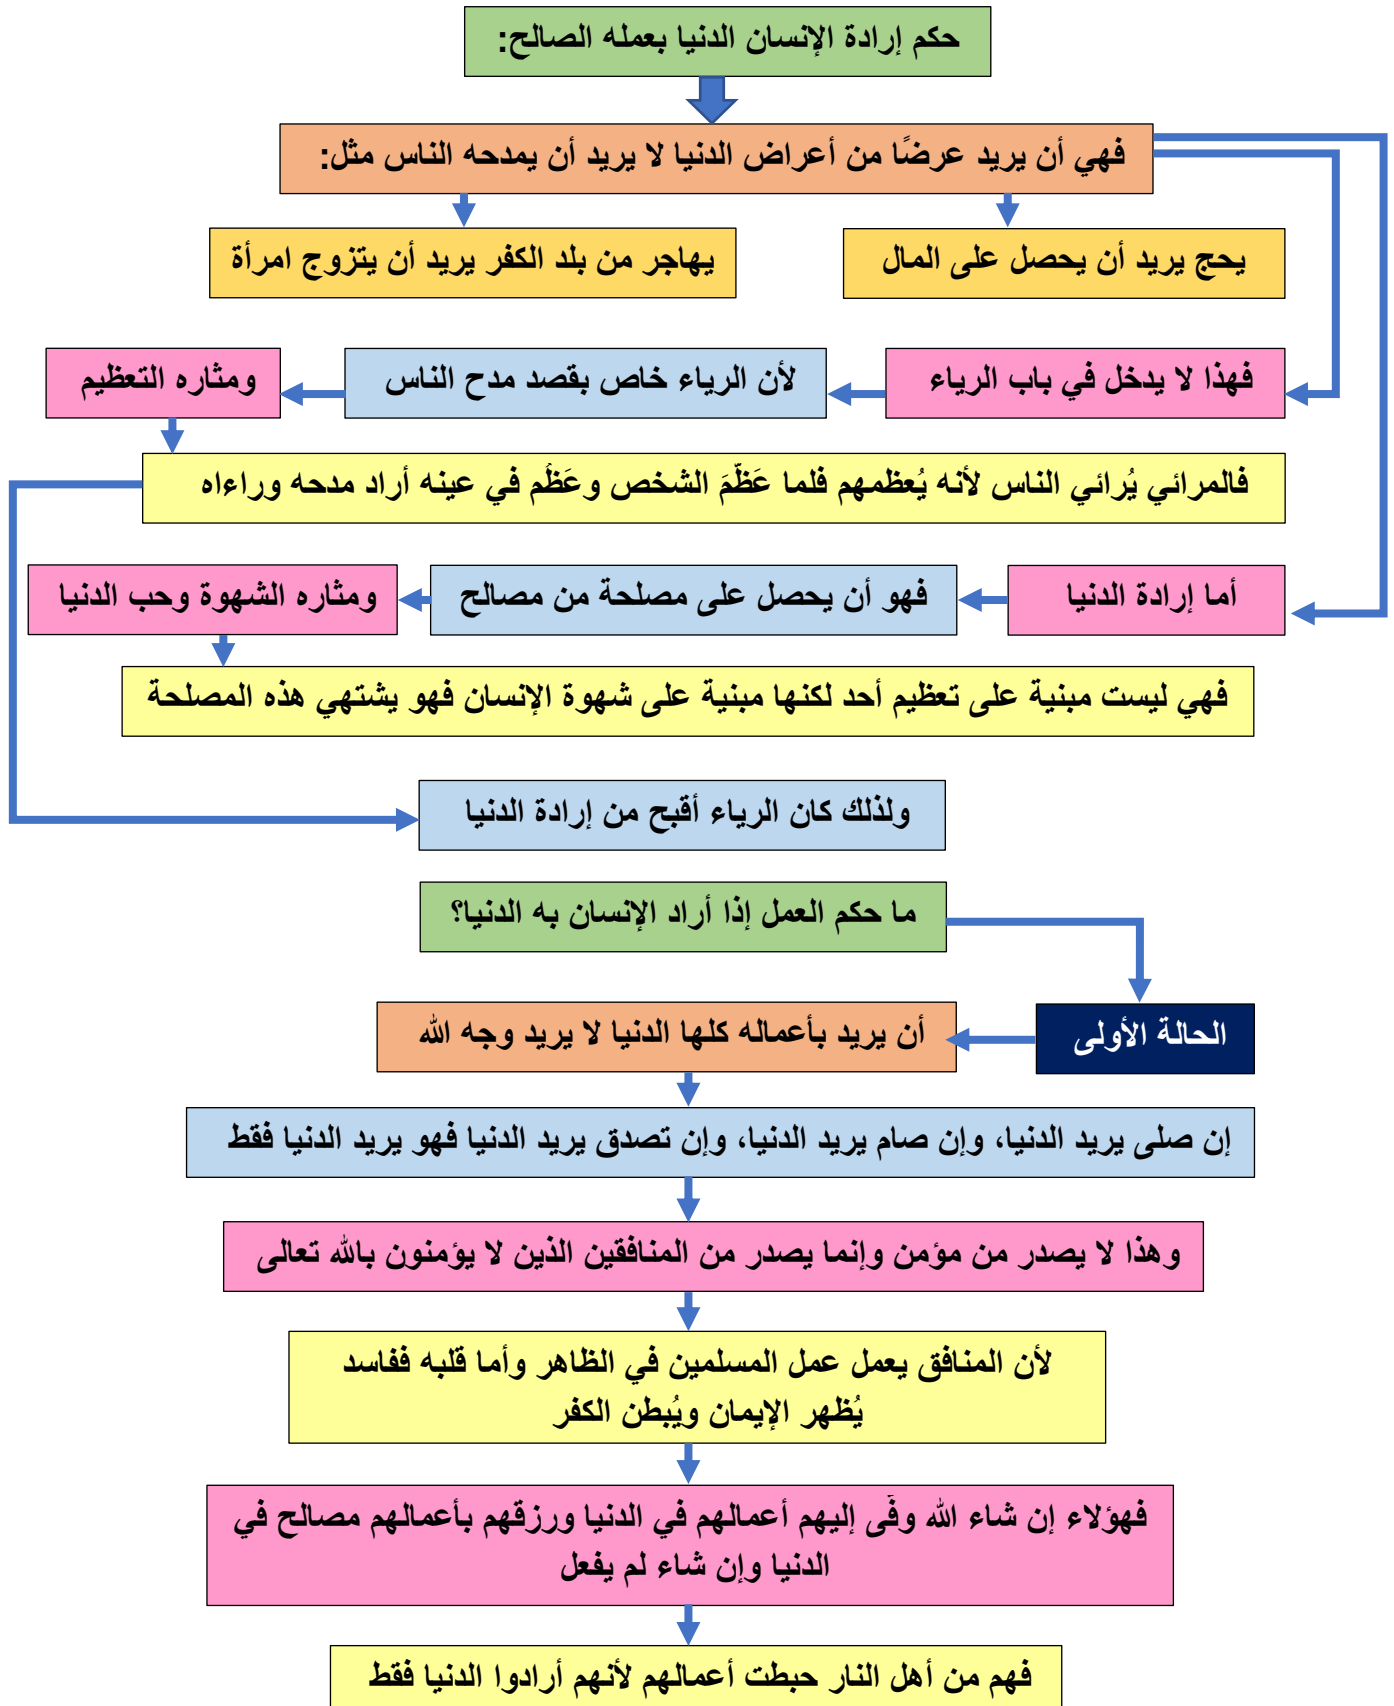 حكم إرادة الإنسان الدنيا بعمله الصالح:
فهي أن يريد عرضًا من أعراض الدنيا لا يريد أن يمدحه الناس مثل:
يحج يريد أن يحصل على المال
يهاجر من بلد الكفر يريد أن يتزوج امرأة
فهذا لا يدخل في باب الرياء
لأن الرياء خاص بقصد مدح الناس
ومثاره التعظيم
فالمرائي يُرائي الناس لأنه يُعظمهم فلما عَظّمَ الشخص وعَظُم في عينه أراد مدحه وراءاه
أما إرادة الدنيا
فهو أن يحصل على مصلحة من مصالح
ومثاره الشهوة وحب الدنيا
فهي ليست مبنية على تعظيم أحد لكنها مبنية على شهوة الإنسان فهو يشتهي هذه المصلحة
ولذلك كان الرياء أقبح من إرادة الدنيا
ما حكم العمل إذا أراد الإنسان به الدنيا؟
الحالة الأولى
أن يريد بأعماله كلها الدنيا لا يريد وجه الله
إن صلى يريد الدنيا، وإن صام يريد الدنيا، وإن تصدق يريد الدنيا فهو يريد الدنيا فقط
وهذا لا يصدر من مؤمن وإنما يصدر من المنافقين الذين لا يؤمنون بالله تعالى
لأن المنافق يعمل عمل المسلمين في الظاهر وأما قلبه ففاسد
يُظهر الإيمان ويُبطن الكفر
فهؤلاء إن شاء الله وفّى إليهم أعمالهم في الدنيا ورزقهم بأعمالهم مصالح في
الدنيا وإن شاء لم يفعل
فهم من أهل النار حبطت أعمالهم لأنهم أرادوا الدنيا فقط